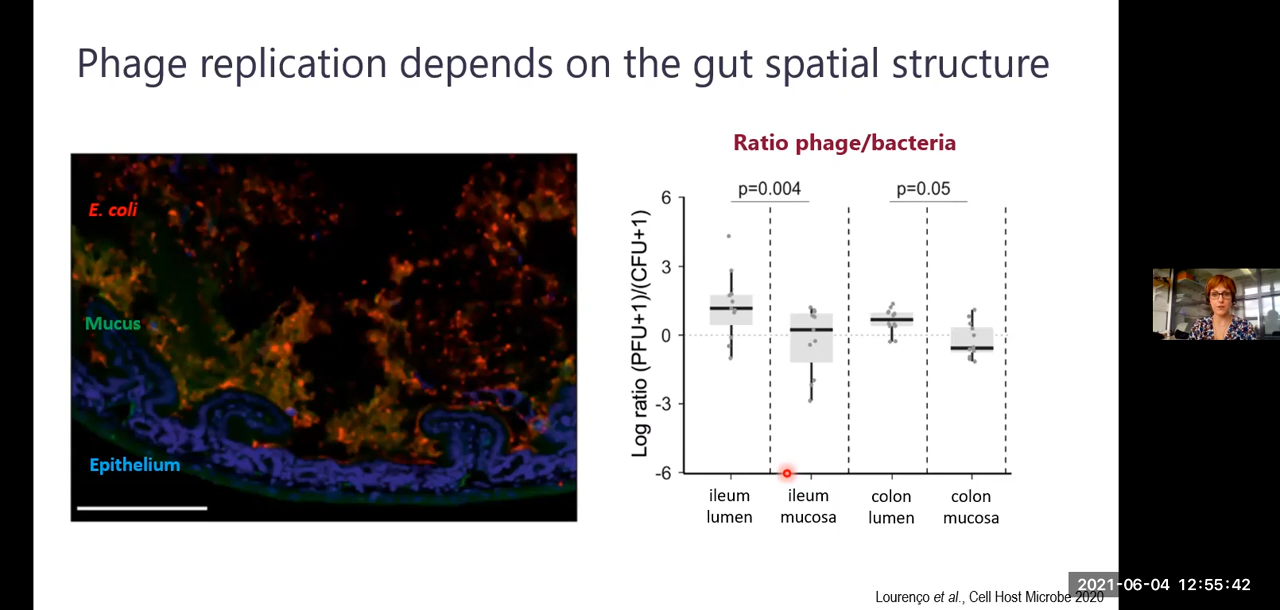 Phage replication depends on the gut spatial structure
E. coli
Mucus
Epithelium
Ratio phage/bacteria
p=0.004
p=0.05
Log ratio (PFU+1)/(CFU+1)
6
3
0
-3
-6
ileum
lumen
ileum
mucosa
colon
lumen
colon
mucosa
Lourenço et al., Cell Host Microbe 2020
2021-06-04 12:55:42